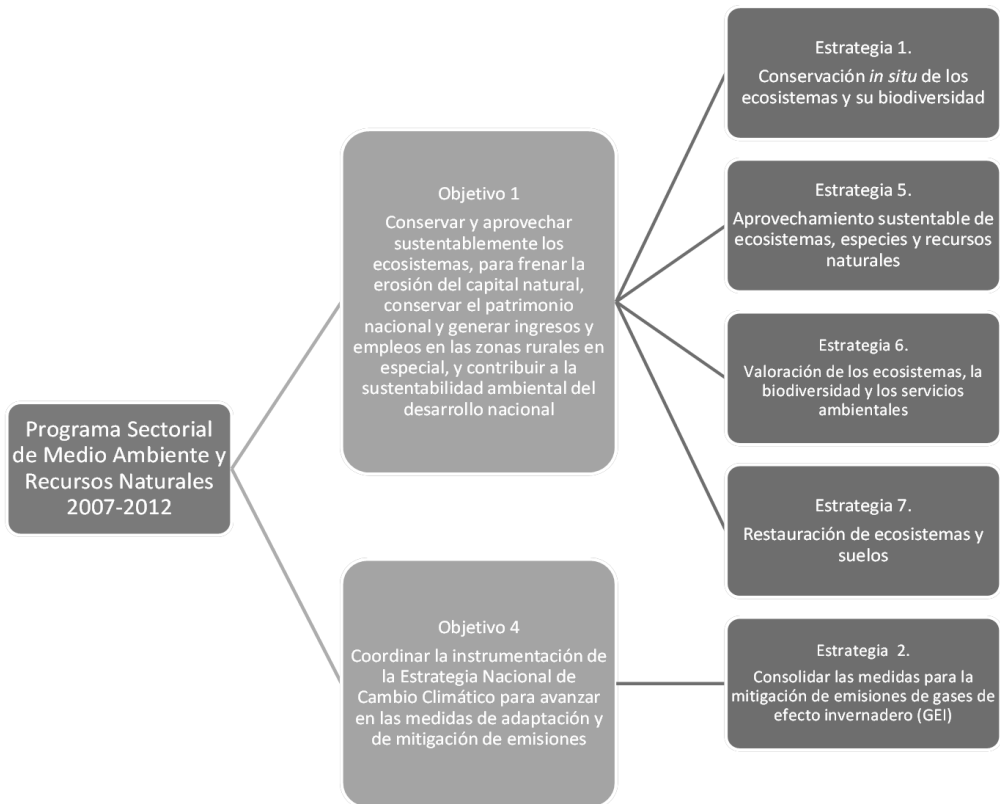 Programa Sectorial
de Medio Ambiente y
Recursos Naturales
2007-2012
Objetivo 1
Conservar y aprovechar
sustentablemente los
ecosistemas, para frenar la
erosión del capital natural,
conservar el patrimonio
nacional y generar ingresos y
empleos en las zonas rurales en
especial, y contribuir a la
sustentabilidad ambiental del
desarrollo nacional
Estrategia 1.
Conservación in situ de los
ecosistemas y su biodiversidad
Estrategia 5.
Aprovechamiento sustentable de
ecosistemas, especies y recursos
naturales
Estrategia 6.
Valoración de los ecosistemas, la
biodiversidad y los servicios
ambientales
Estrategia 7.
Restauración de ecosistemas y
suelos
Objetivo 4
Coordinar la instrumentación de
la Estrategia Nacional de
Cambio Climático para avanzar
en las medidas de adaptación y
de mitigación de emisiones
Estrategia 2.
Consolidar las medidas para la
mitigación de emisiones de gases de
efecto invernadero (GEI)